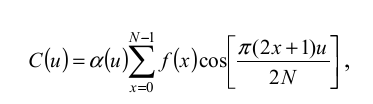 C(u) = α(u) ∑_{x=0}^{N−1} f(x) cos[π(2x+1)u / 2N],